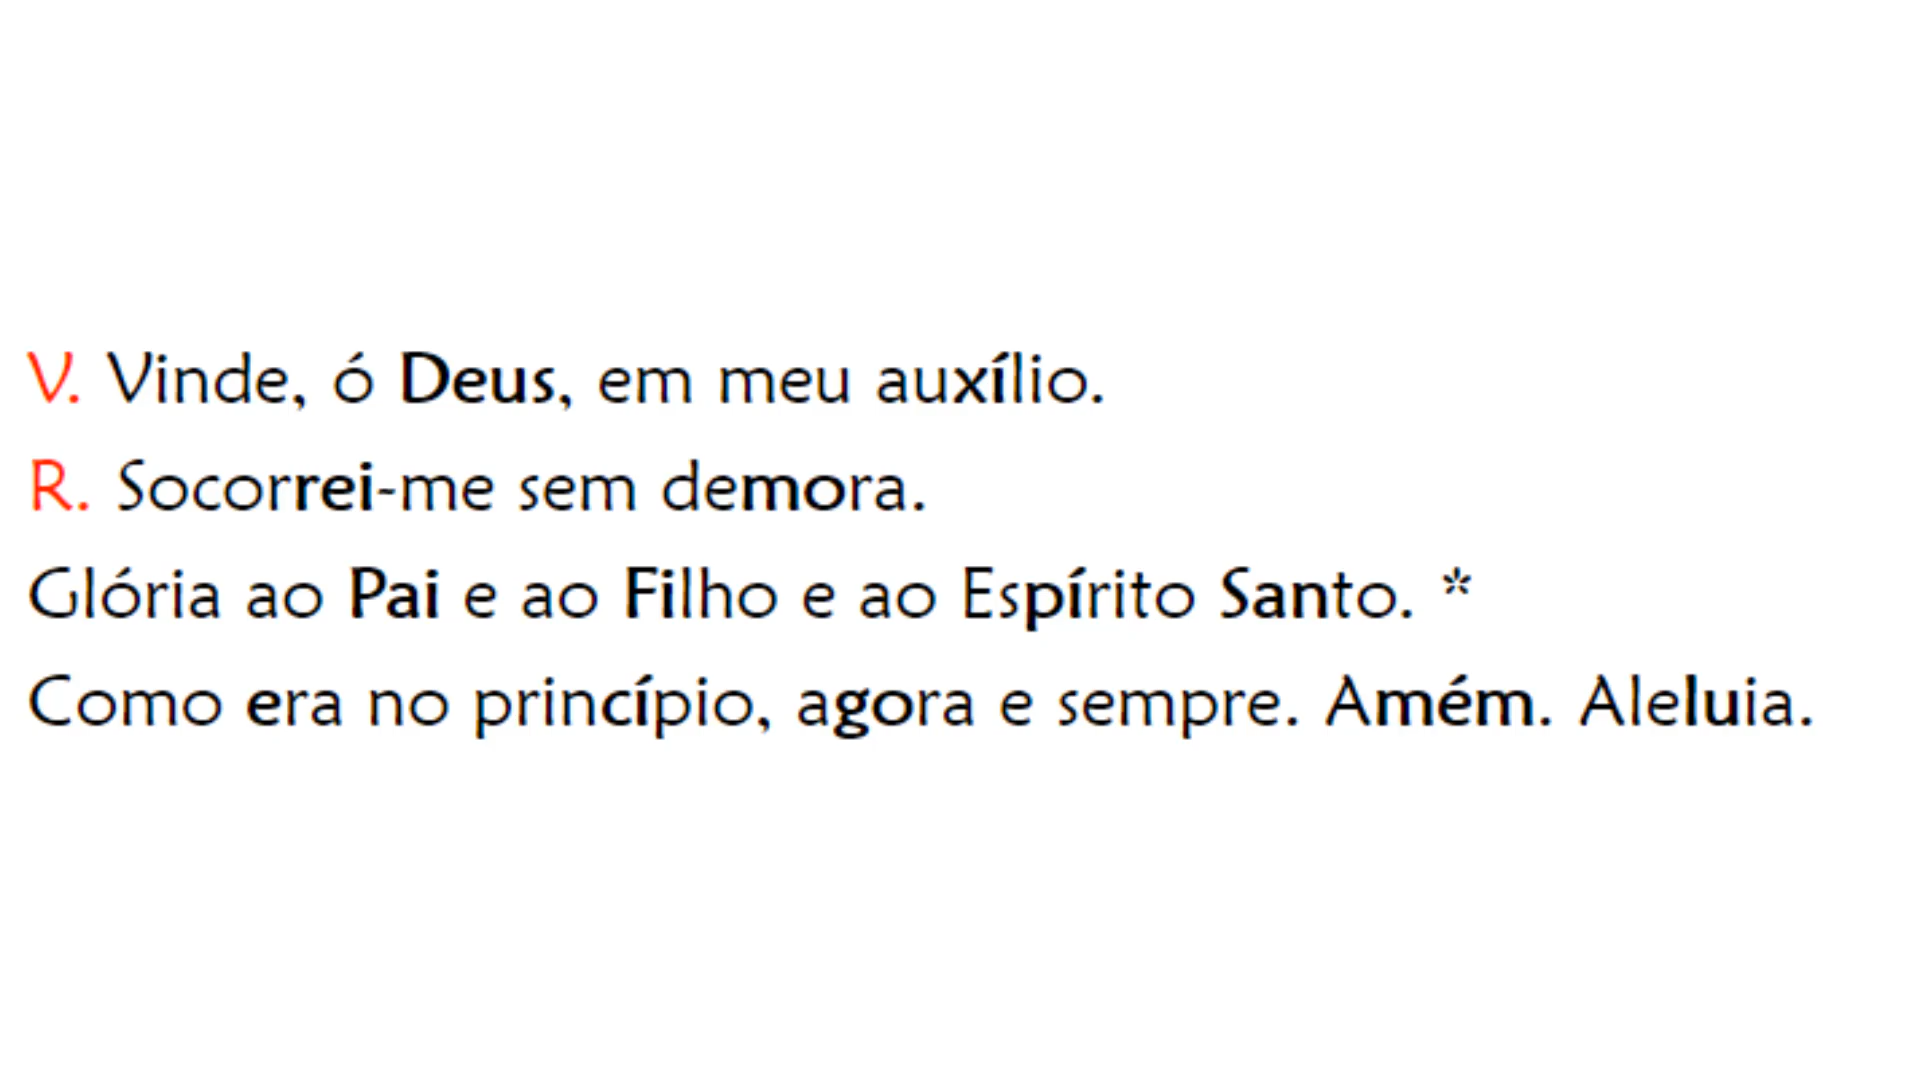 V. Vinde, ó Deus, em meu auxílio.
R. Socorrei-me sem demora.
Glória ao Pai e ao Filho e ao Espírito Santo. *
Como era no princípio, agora e sempre. Amém. Aleluia.